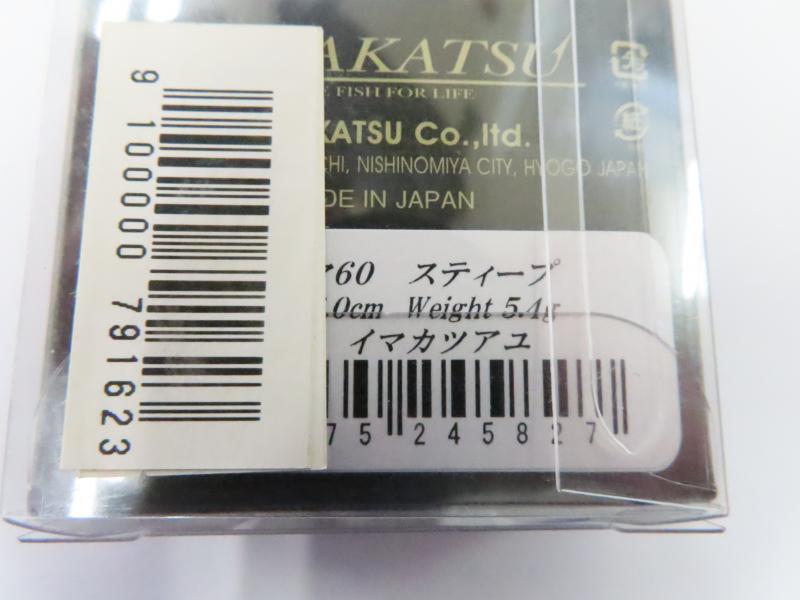 AKATSU
FISH FOR LIFE
KATSU Co.,ltd.
CHI, NISHINOMIYA CITY, HYOGO JAPAN
DE IN JAPAN
60 スティープ
.0cm Weight 5.4g
イマカツアユ
75 245827
9 100000 791623